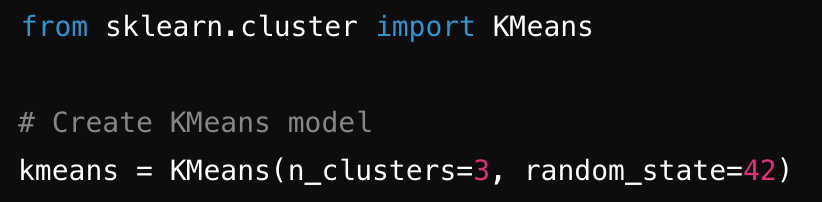 from sklearn.cluster import KMeans
# Create KMeans model
kmeans = KMeans(n_clusters=3, random_state=42)